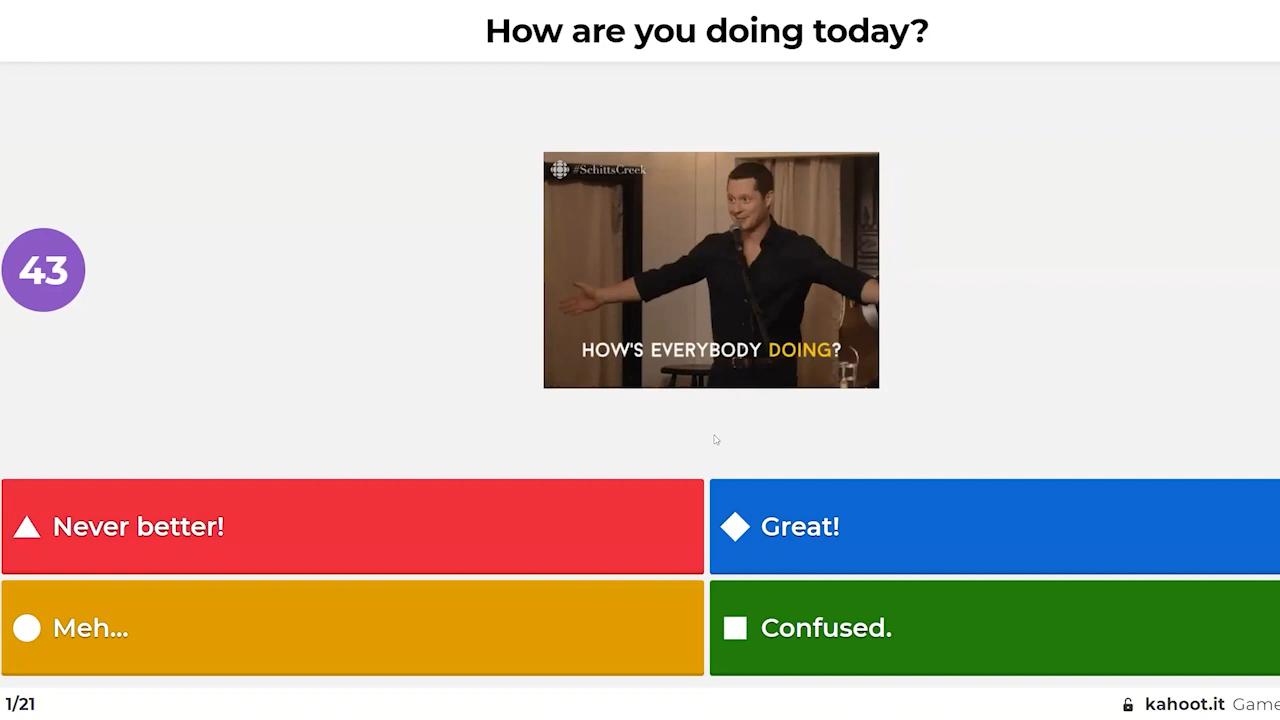 How are you doing today?
#SchittsCreek
43
HOW'S EVERYBODY DOING?
Never better!
Great!
Meh...
Confused.
1/21
kahoot.it Game